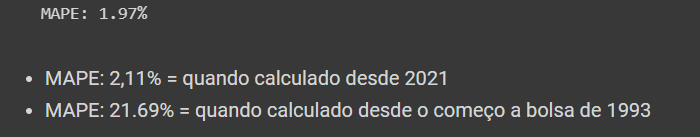 MAPE: 1.97%
MAPE: 2,11% = quando calculado desde 2021
MAPE: 21.69% = quando calculado desde o começo a bolsa de 1993